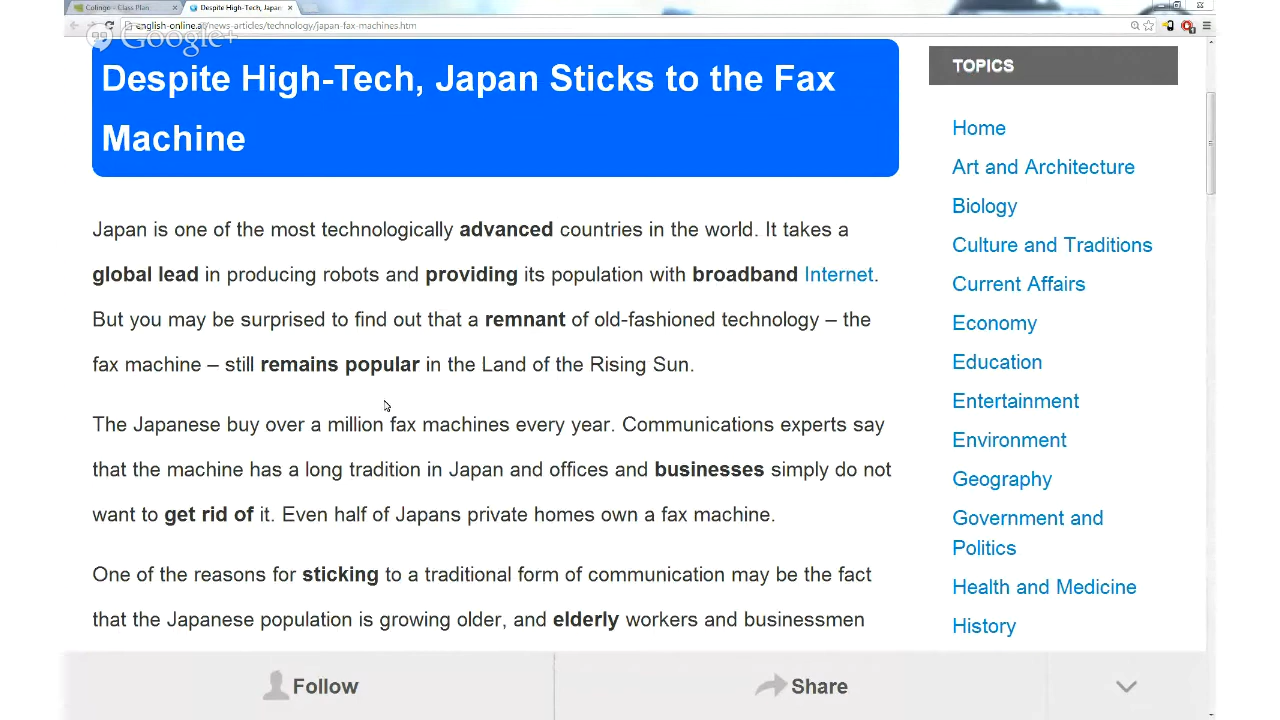 Colingo - Class Plan
Despite High-Tech, Japan
english-online.at/news-articles/technology/japan-fax-machines.htm
Google+
Despite High-Tech, Japan Sticks to the Fax
Machine
Japan is one of the most technologically advanced countries in the world. It takes a
global lead in producing robots and providing its population with broadband Internet.
But you may be surprised to find out that a remnant of old-fashioned technology – the
fax machine – still remains popular in the Land of the Rising Sun.
The Japanese buy over a million fax machines every year. Communications experts say
that the machine has a long tradition in Japan and offices and businesses simply do not
want to get rid of it. Even half of Japans private homes own a fax machine.
One of the reasons for sticking to a traditional form of communication may be the fact
that the Japanese population is growing older, and elderly workers and businessmen
TOPICS
Home
Art and Architecture
Biology
Culture and Traditions
Current Affairs
Economy
Education
Entertainment
Environment
Geography
Government and
Politics
Health and Medicine
History
Follow
Share